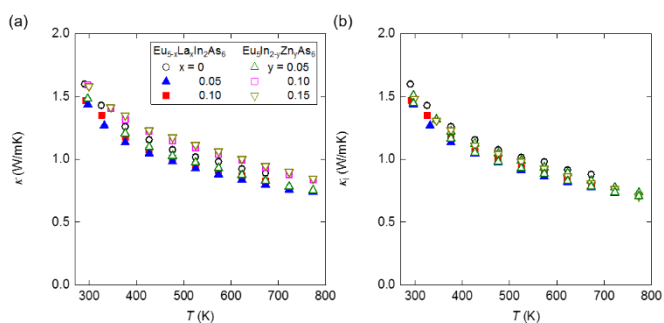 (a)
(b)
2.0
1.5
1.0
0.5
0.0
κ (W/mK)
Eu5-xLaxIn2As6 Eu5In2-yZnyAs6
x = 0 y = 0.05
0.05 0.10
0.10 0.15
300 400 500 600 700 800
T (K)
2.0
1.5
1.0
0.5
0.0
κl (W/mK)
300 400 500 600 700 800
T (K)